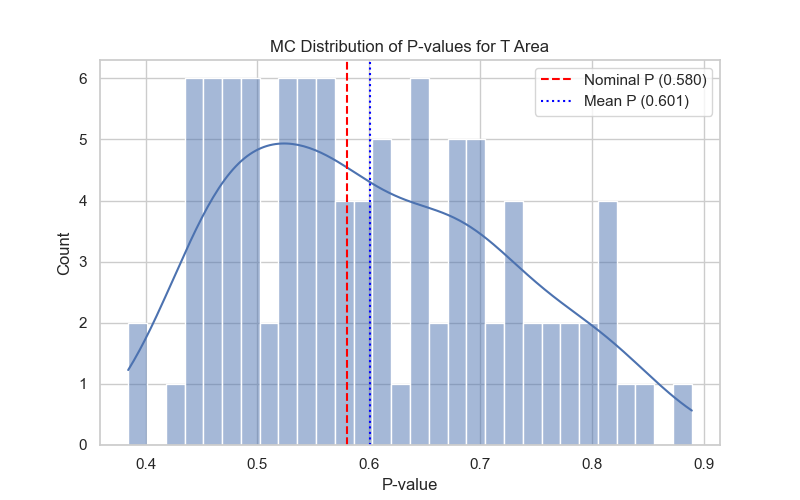 MC Distribution of P-values for T Area
Nominal P (0.580)
Mean P (0.601)
6
5
4
3
2
1
0
Count
0.4 0.5 0.6 0.7 0.8 0.9
P-value